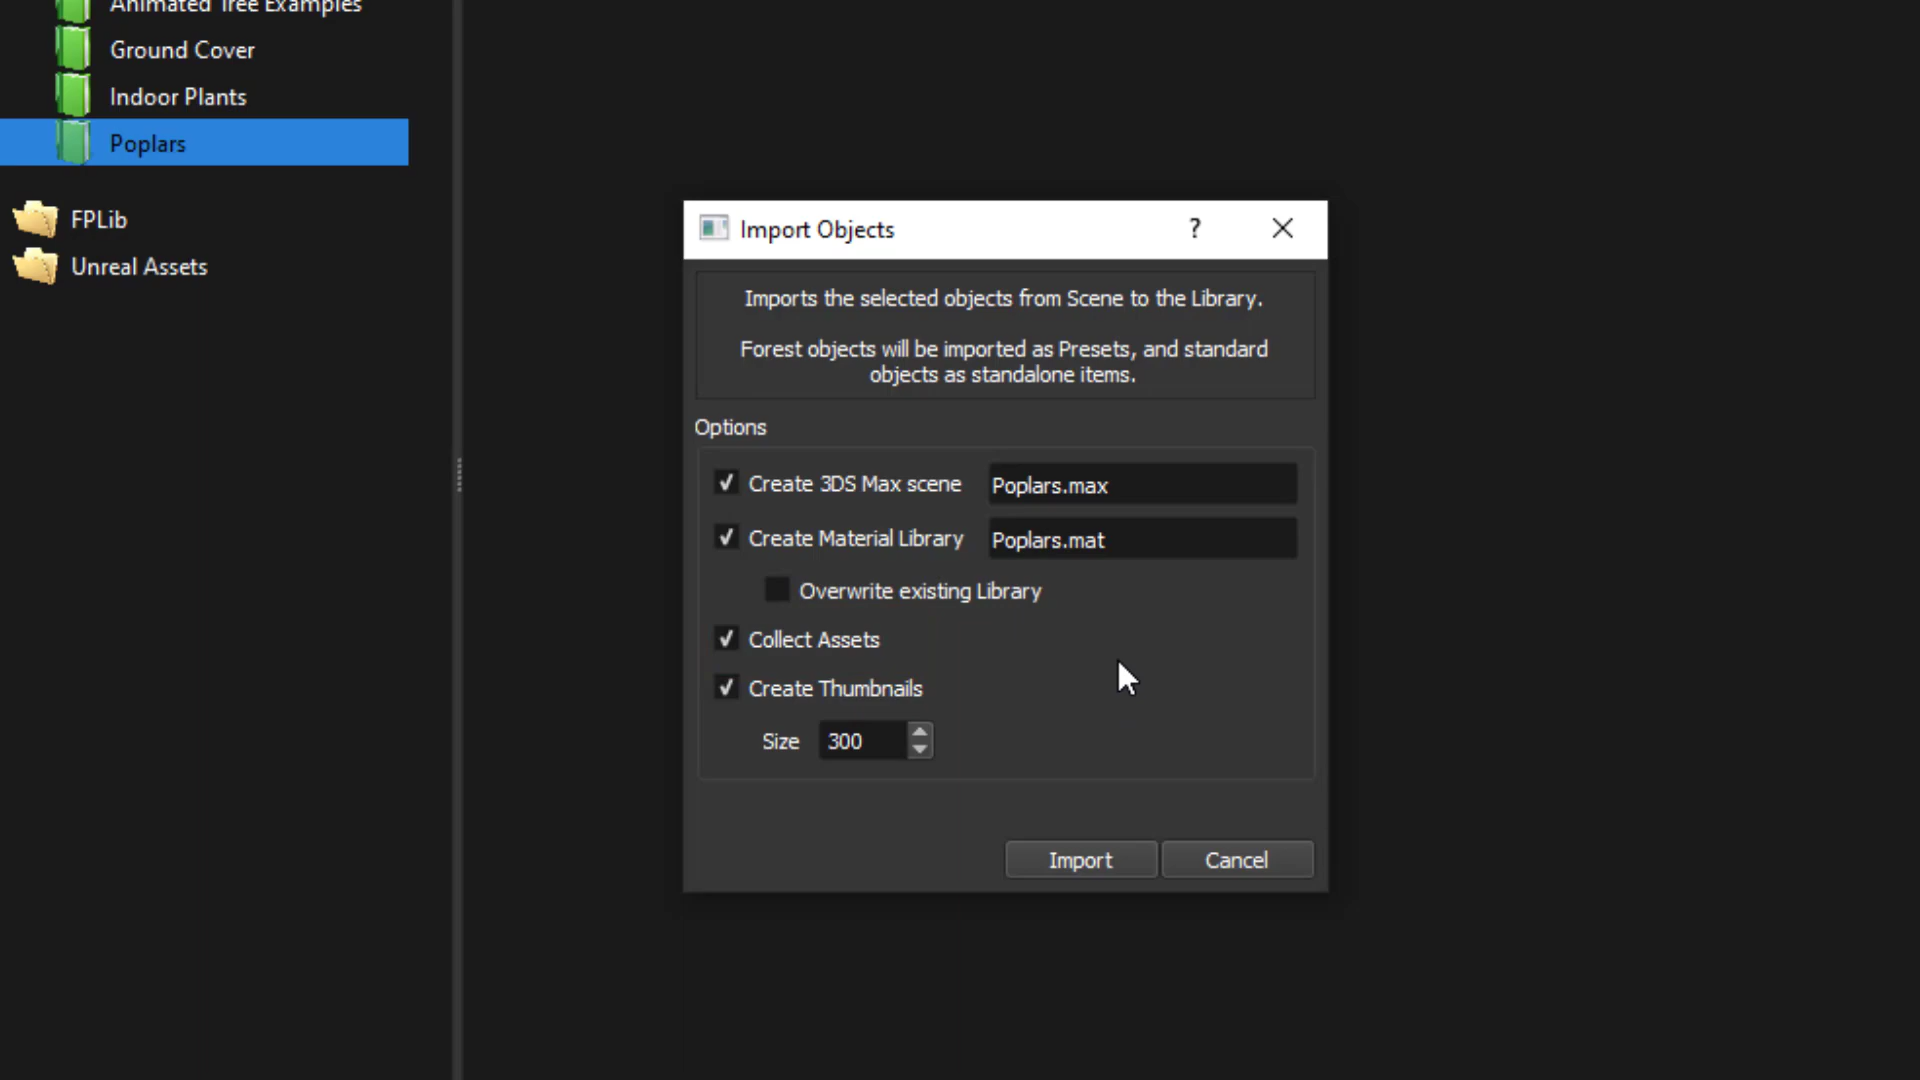 Animated Tree Examples
Ground Cover
Indoor Plants
Poplars
FPLib
Unreal Assets
Import Objects
?
Imports the selected objects from Scene to the Library.
Forest objects will be imported as Presets, and standard
objects as standalone items.
Options
Create 3DS Max scene Poplars.max
Create Material Library Poplars.mat
Overwrite existing Library
Collect Assets
Create Thumbnails
Size 300
Import Cancel